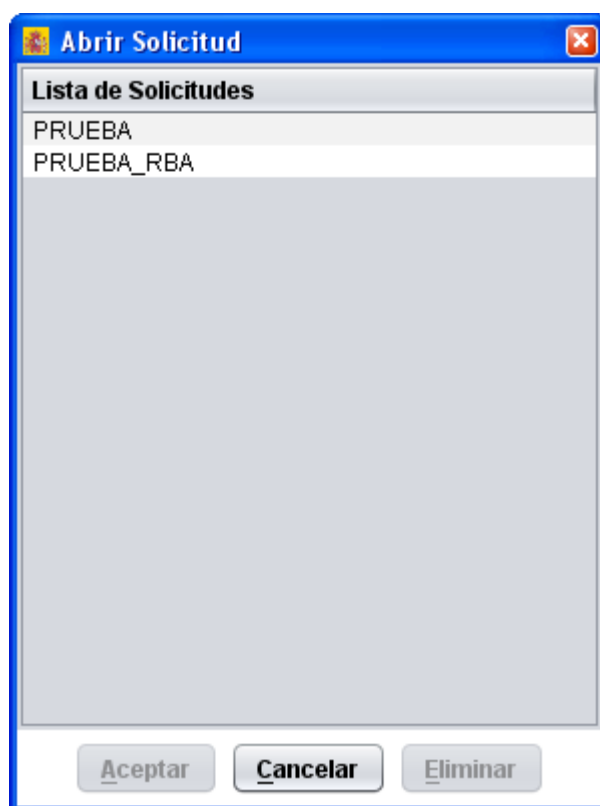 Abrir Solicitud
Lista de Solicitudes
PRUEBA
PRUEBA_RBA
Aceptar Cancelar Eliminar